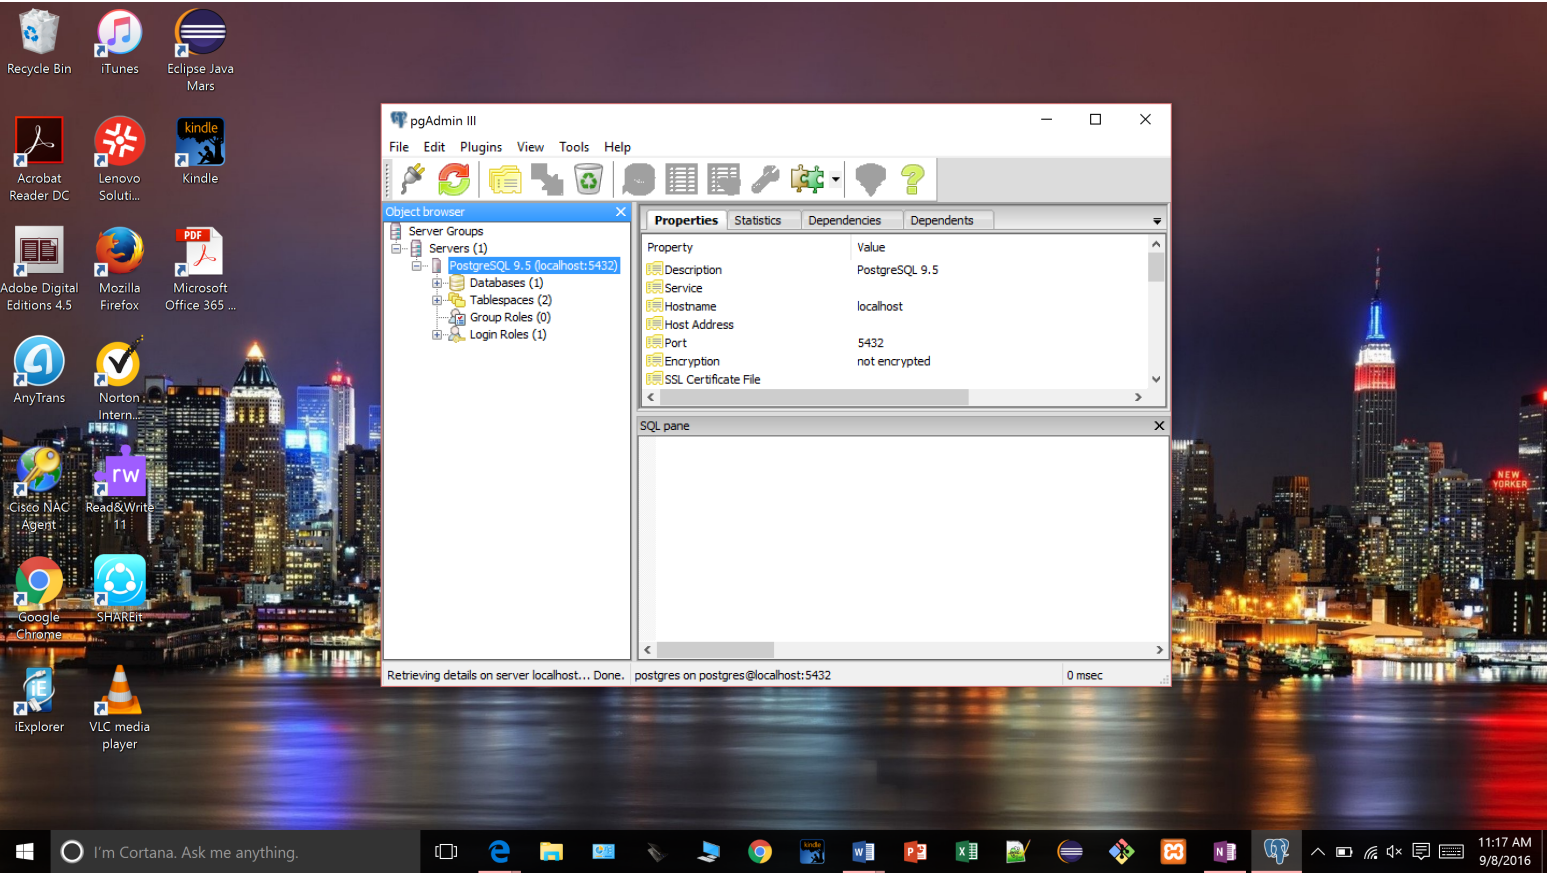 Recycle Bin
iTunes
Eclipse Java
Mars
Acrobat
Reader DC
Lenovo
Soluti...
kindle
Kindle
Adobe Digital
Editions 4.5
Mozilla
Firefox
PDF
Microsoft
Office 365 ...
AnyTrans
Norton
Intern...
Cisco NAC
Agent
rw
Read&Write
11
Google
Chrome
SHAREit
iE
iExplorer
VLC media
player
pgAdmin III
File Edit Plugins View Tools Help
Object browser
Server Groups
Servers (1)
PostgreSQL 9.5 (localhost:5432)
Databases (1)
Tablespaces (2)
Group Roles (0)
Login Roles (1)
Properties Statistics Dependencies Dependents
Property Value
Description PostgreSQL 9.5
Service
Hostname localhost
Host Address
Port 5432
Encryption not encrypted
SSL Certificate File
SQL pane
Retrieving details on server localhost... Done. postgres on postgres@localhost:5432 0 msec
NEW
YORKER
I'm Cortana. Ask me anything.
kindle
11:17 AM
9/8/2016